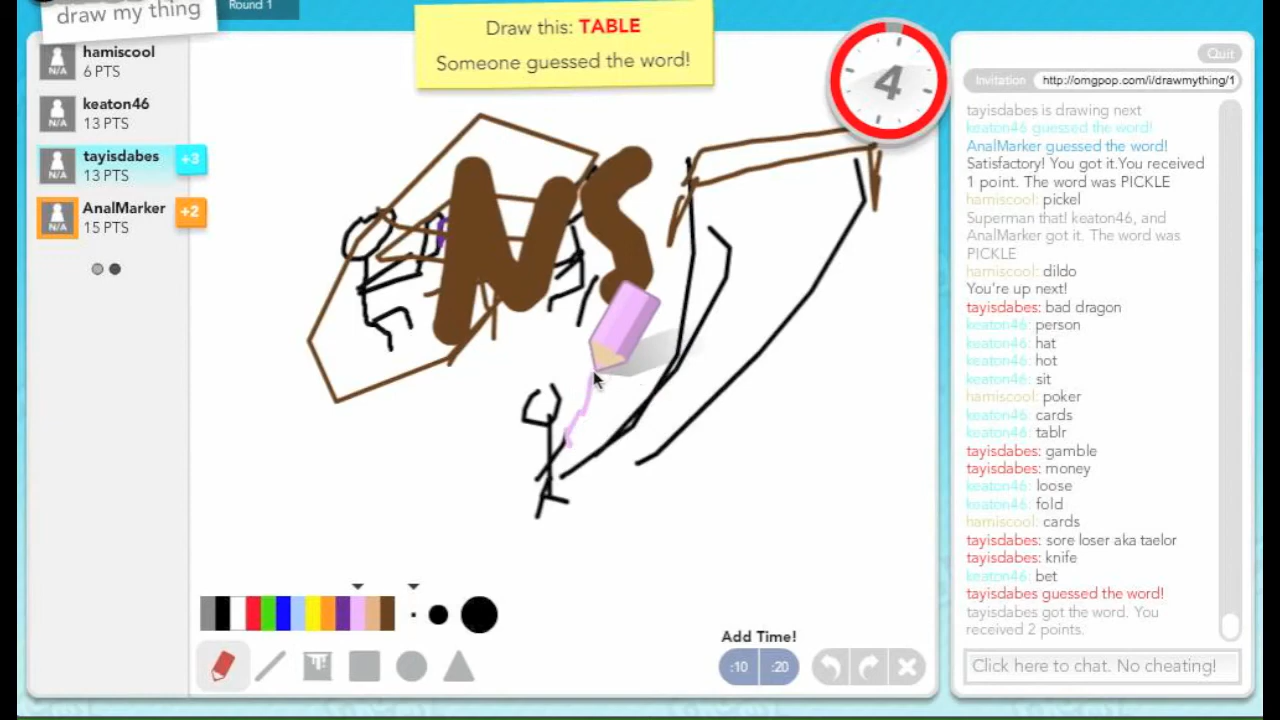 draw my thing
Round 1
Draw this: TABLE
Someone guessed the word!
4
hamiscool
6 PTS
N/A
keaton46
13 PTS
N/A
tayisdabes
13 PTS
N/A
+3
AnalMarker
15 PTS
N/A
+2
NS
Quit
Invitation http://omgpop.com/i/drawmything/1
tayisdabes is drawing next
keaton46 guessed the word!
AnalMarker guessed the word!
Satisfactory! You got it.You received
1 point. The word was PICKLE
hamiscool: pickel
Superman that! keaton46, and
AnalMarker got it. The word was
PICKLE
hamiscool: dildo
You're up next!
tayisdabes: bad dragon
keaton46: person
keaton46: hat
keaton46: hot
keaton46: sit
hamiscool: poker
keaton46: cards
keaton46: tablr
tayisdabes: gamble
tayisdabes: money
keaton46: loose
keaton46: fold
hamiscool: cards
tayisdabes: sore loser aka taelor
tayisdabes: knife
keaton46: bet
tayisdabes guessed the word!
tayisdabes got the word. You
received 2 points.
Click here to chat. No cheating!
Add Time!
:10 :20